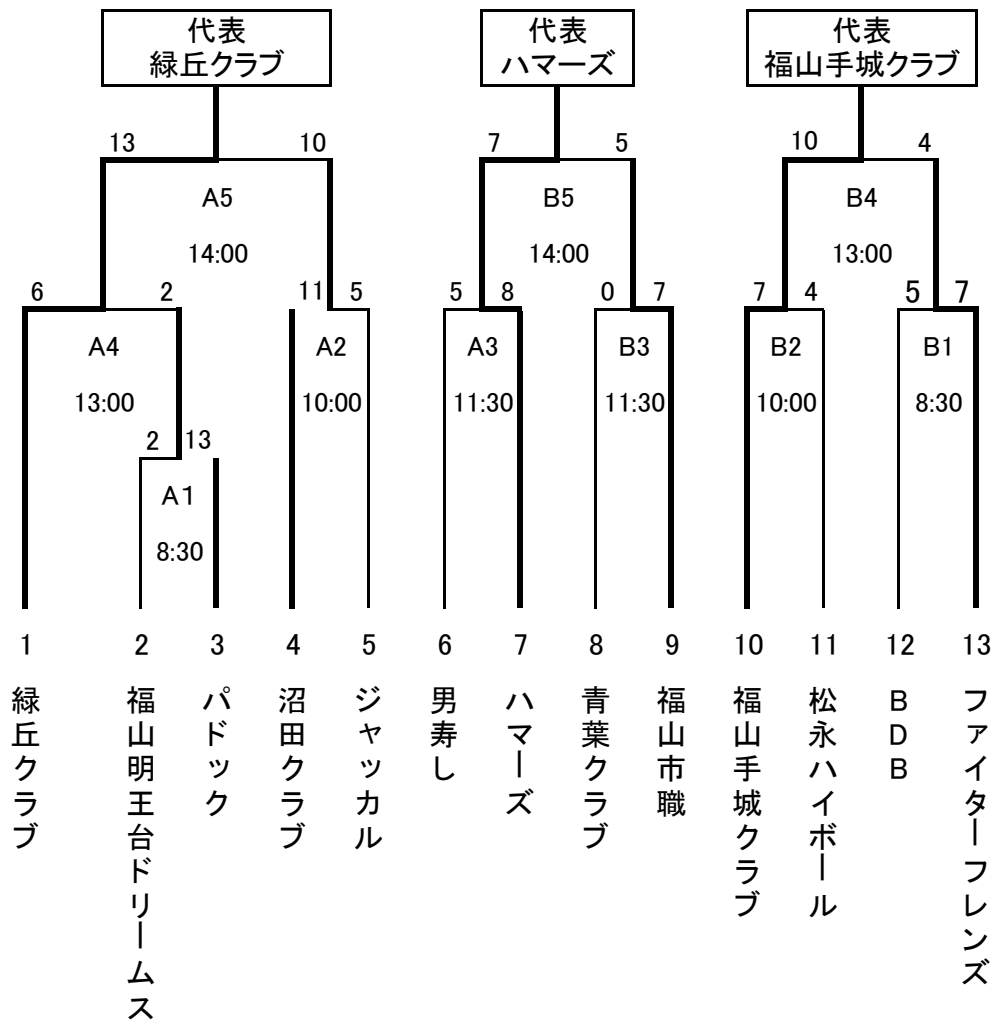 代表
緑丘クラブ
代表
ハマーズ
代表
福山手城クラブ
13 10 7 5 10 4
A5 B5 B4
14:00 14:00 13:00
6 2 11 5 5 8 0 7 7 4 5 7
A4 A2 A3 B3 B2 B1
13:00 10:00 11:30 11:30 10:00 8:30
2 13
A1
8:30
1 2 3 4 5 6 7 8 9 10 11 12 13
緑丘クラブ
福山明王台ドリームス
パドック
沼田クラブ
ジャッカル
男寿し
ハマーズ
青葉クラブ
福山市職
福山手城クラブ
松永ハイボール
BDB
ファイターフレンズ